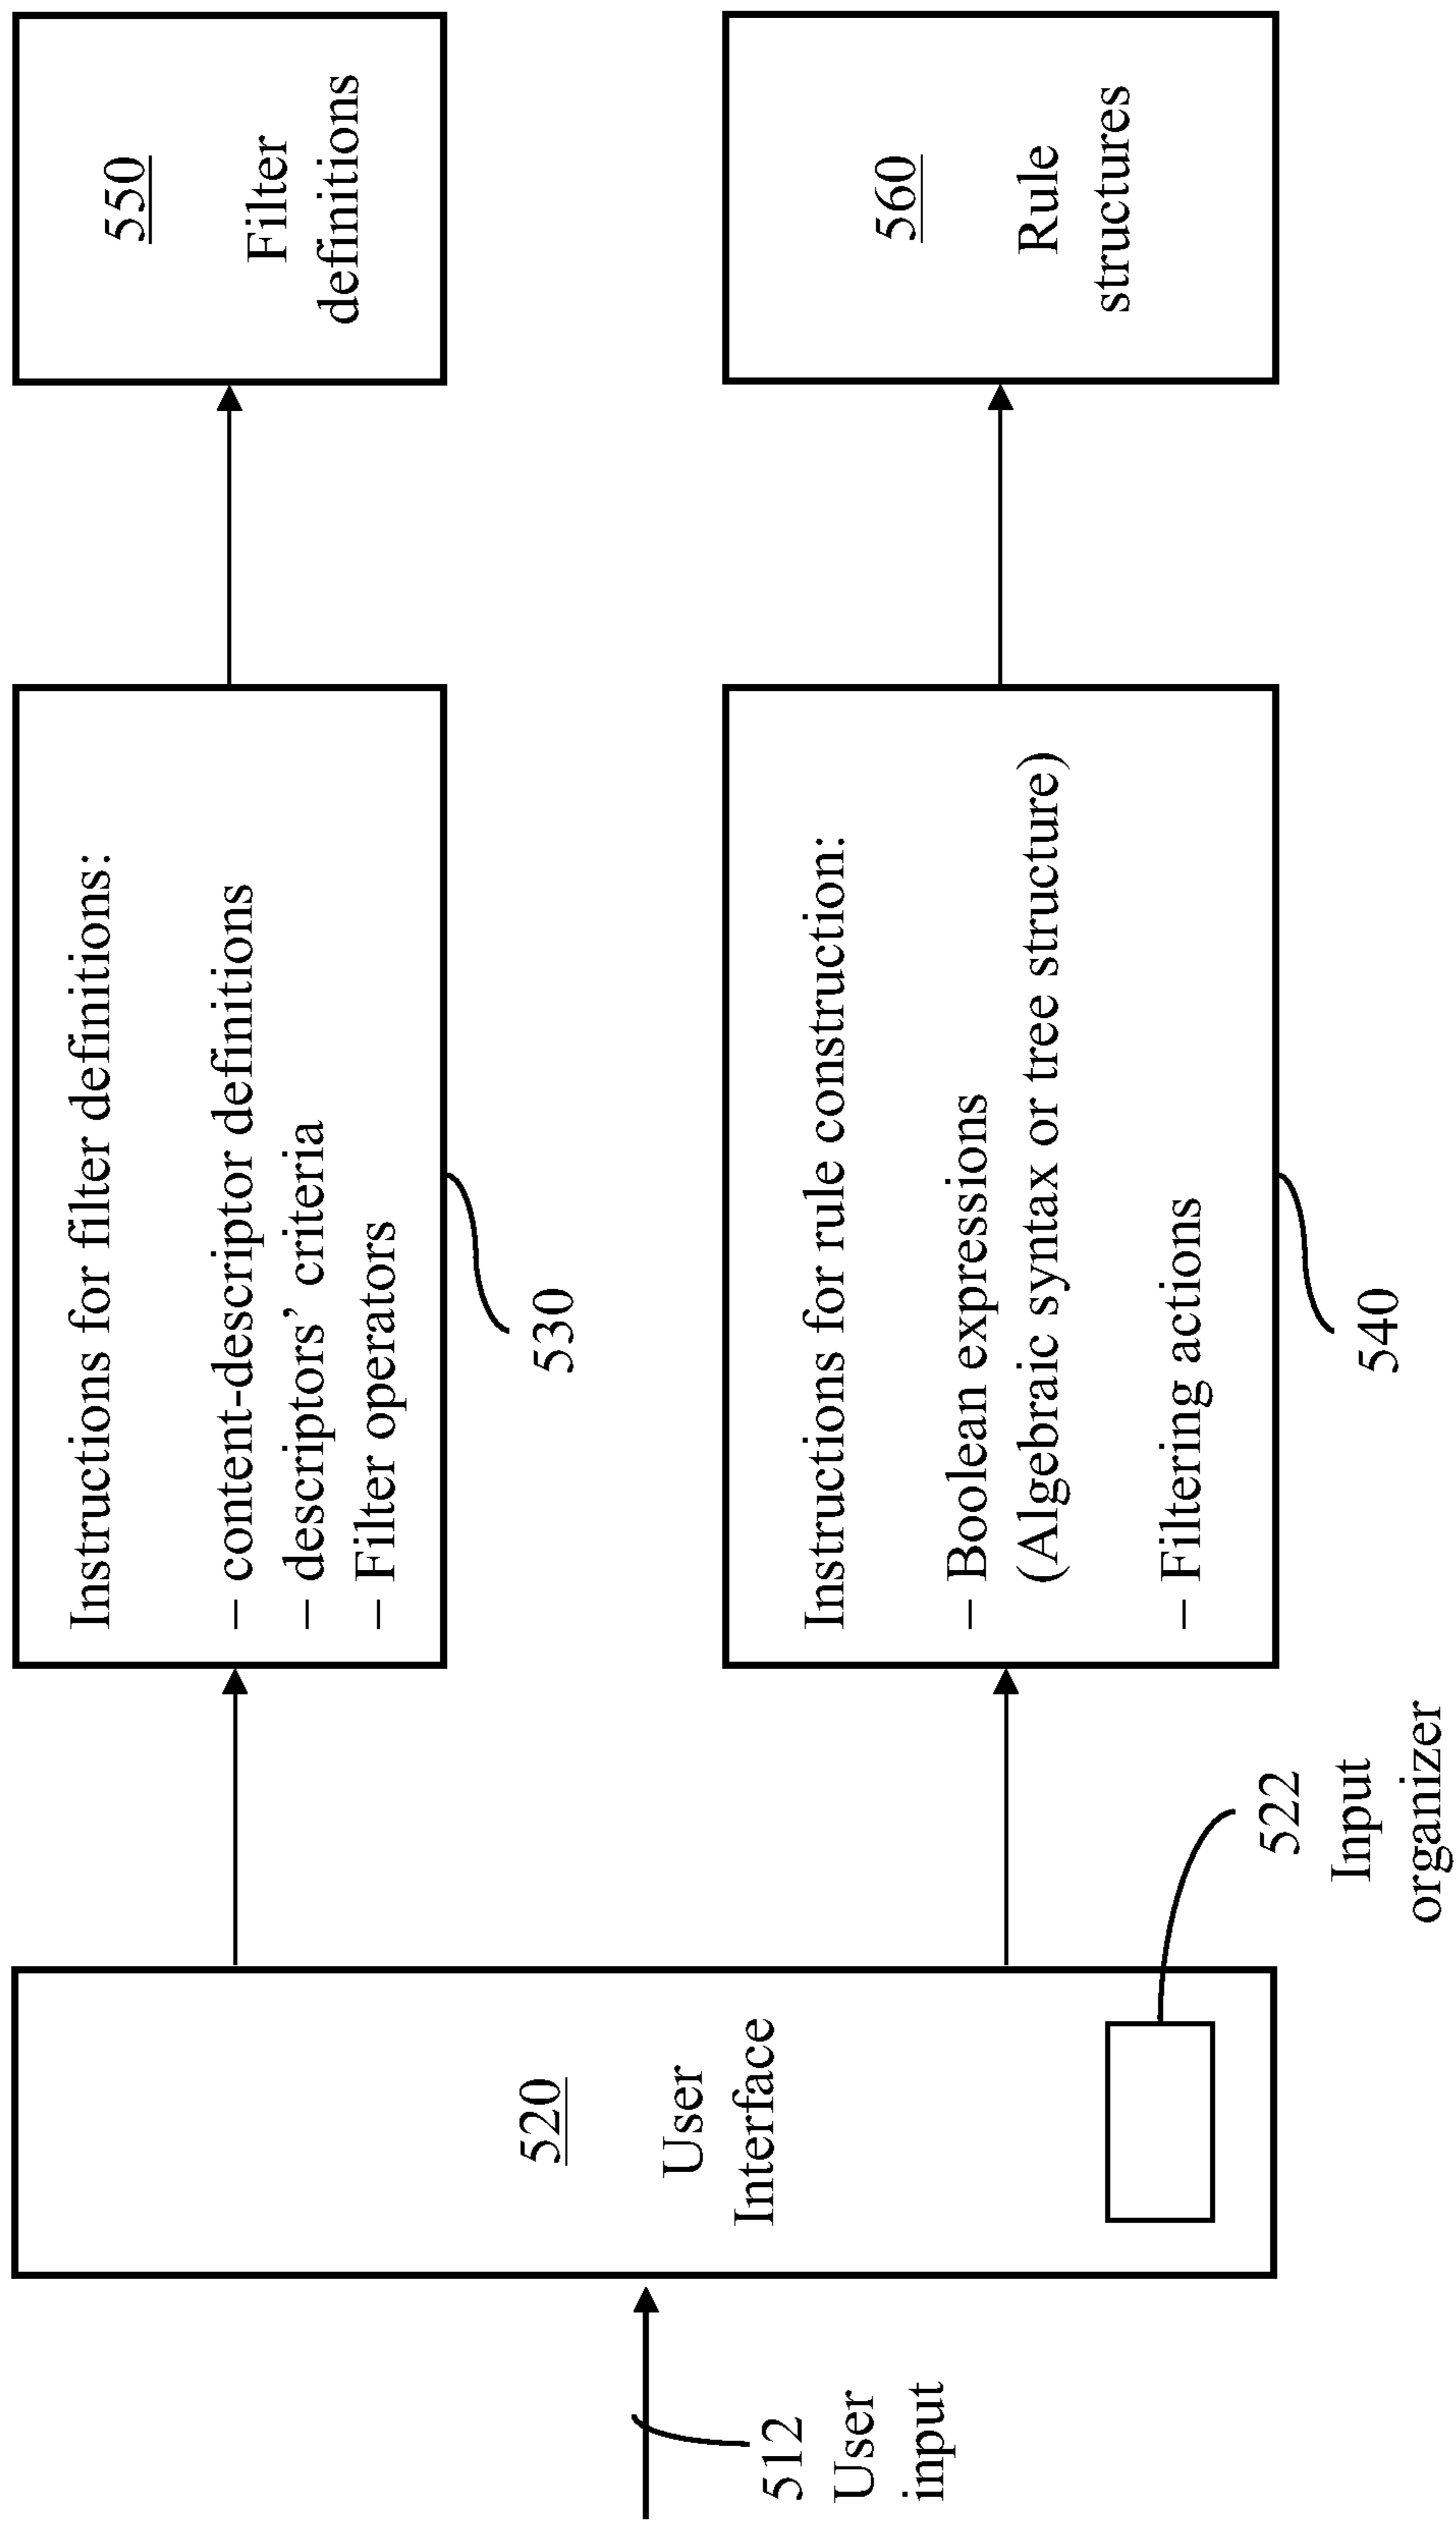 512
User
input
520
User
Interface
522
Input
organizer
Instructions for filter definitions:
– content-descriptor definitions
– descriptors’ criteria
– Filter operators
530
Instructions for rule construction:
– Boolean expressions
(Algebraic syntax or tree structure)
– Filtering actions
540
550
Filter
definitions
560
Rule
structures